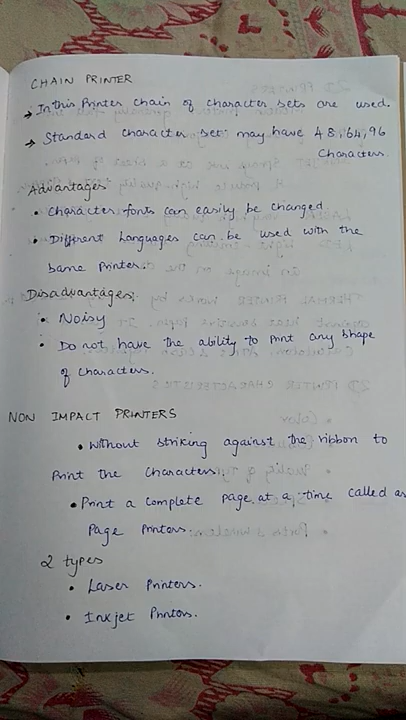 CHAIN PRINTER
→ In this Printer chain of character sets are used.
→ Standard character set may have 48, 64, 96
Characters.
Advantages
• Character fonts can easily be changed
• Different languages can be used with the
same Printer.
Disadvantages:
• Noisy
• Do not have the ability to Print any shape
of characters.
NON IMPACT PRINTERS
• Without striking against the ribbon to
Print the characters.
• Print a complete page at a time called as
Page Printers.
2 types
• Laser Printers.
• Inkjet Printers.